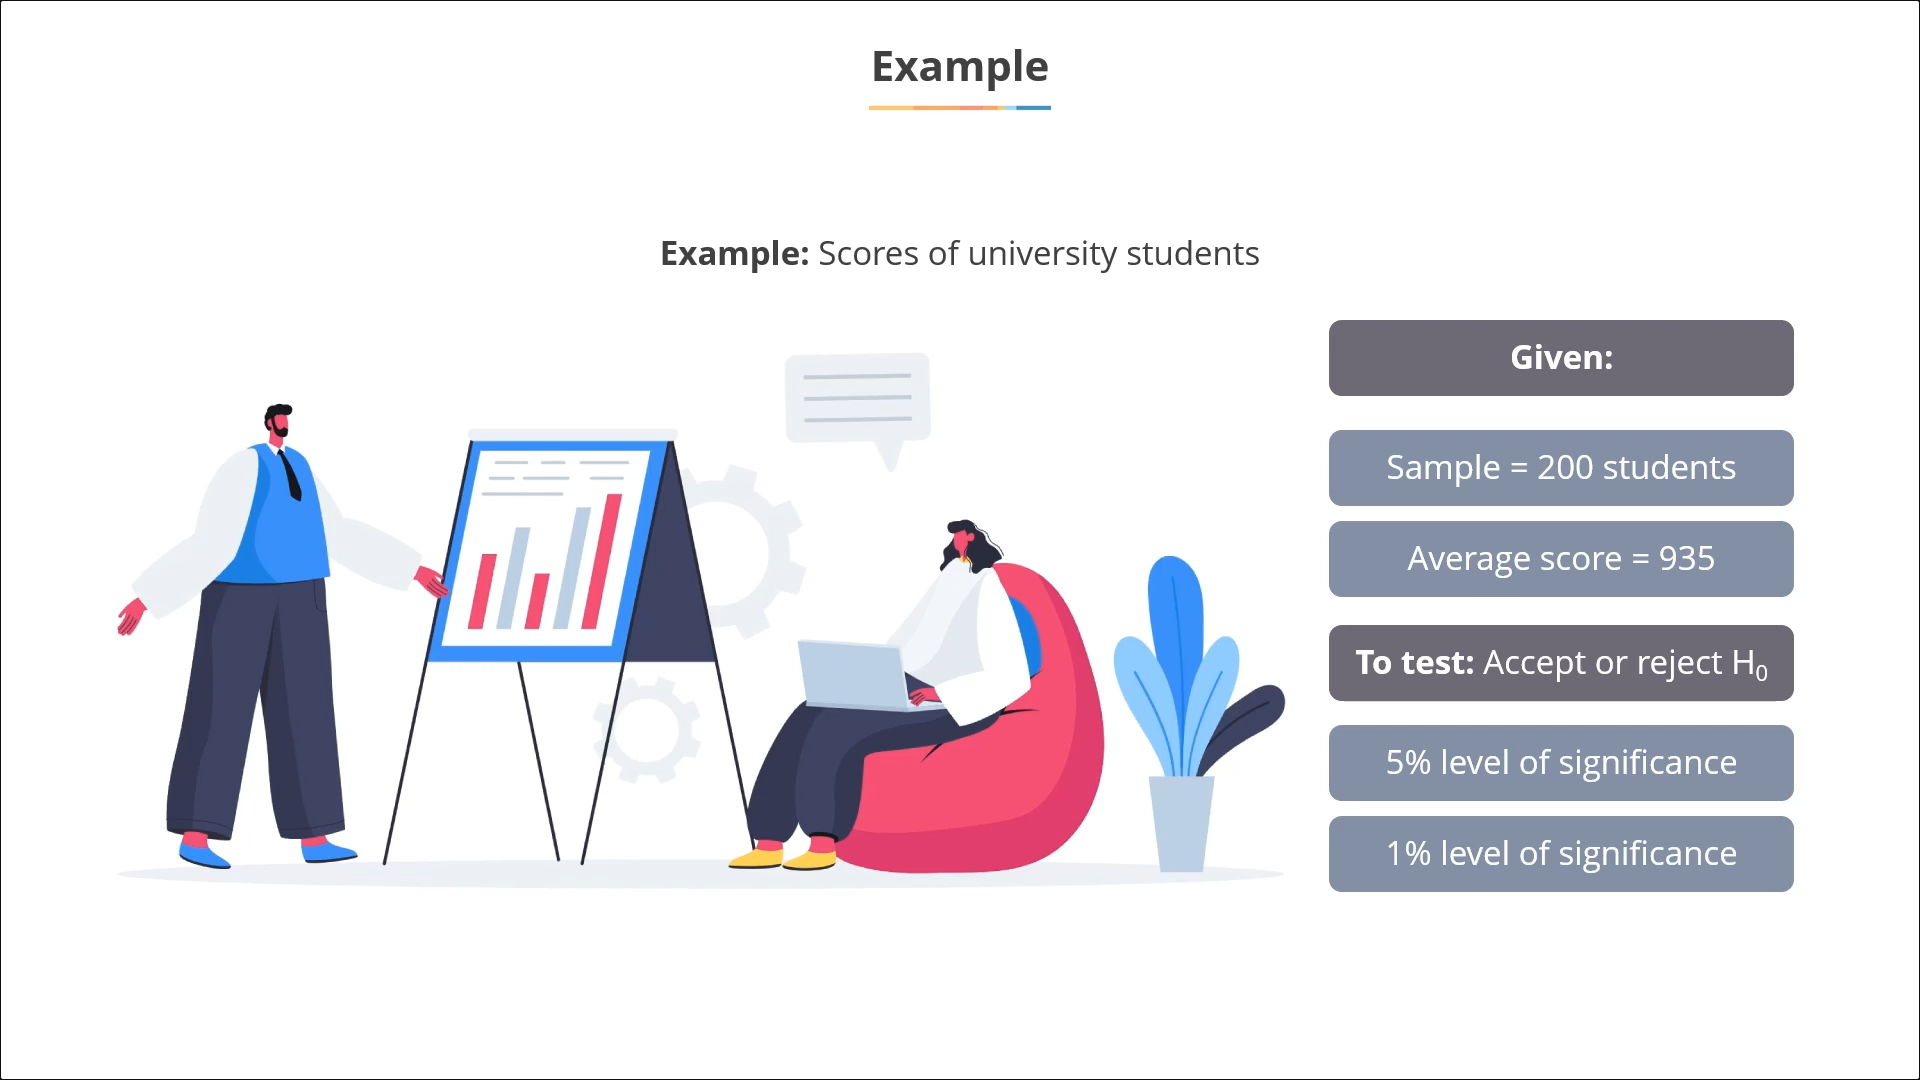 Example
Example: Scores of university students
Given:
Sample = 200 students
Average score = 935
To test: Accept or reject H₀
5% level of significance
1% level of significance